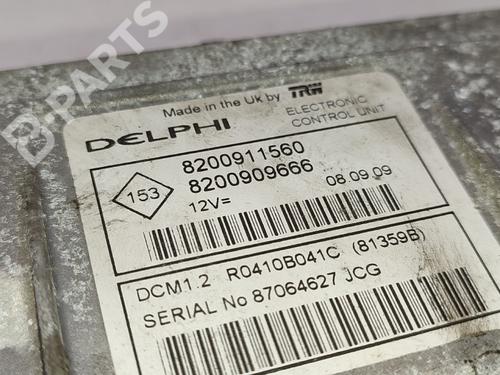 B-PARTS
Made in the UK by TRW
DELPHI
ELECTRONIC
CONTROL UNIT
8200911560
8200909666
153
12V=
08.09.09
DCM1.2 R0410B041C (81359B)
SERIAL No 87064627 JCG